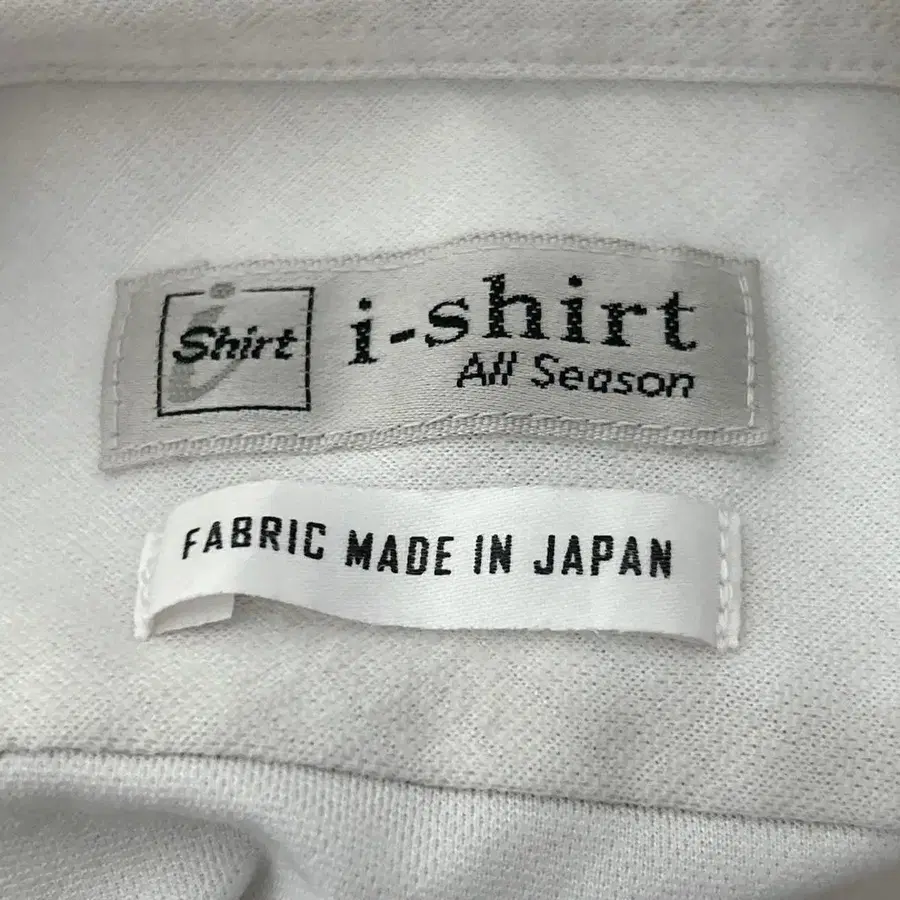 i
Shirt
i-shirt
All Season
FABRIC MADE IN JAPAN